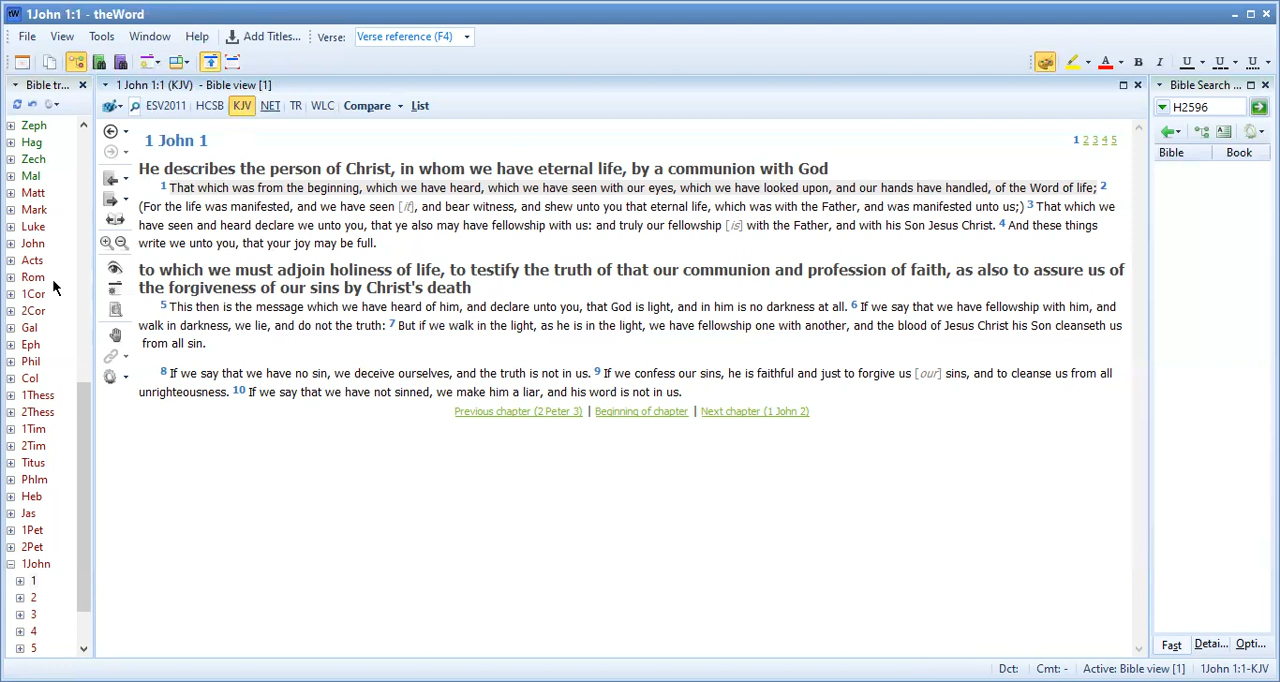 1John 1:1 - theWord
File View Tools Window Help Add Titles... Verse: Verse reference (F4)
A B I U U U
Bible tr...
1 John 1:1 (KJV) - Bible view [1]
Bible Search ...
ESV2011 HCSB KJV NET TR WLC Compare List
H2596
Bible Book
Zeph
Hag
Zech
Mal
Matt
Mark
Luke
John
Acts
Rom
1Cor
2Cor
Gal
Eph
Phil
Col
1Thess
2Thess
1Tim
2Tim
Titus
Phlm
Heb
Jas
1Pet
2Pet
1John
1
2
3
4
5
1 John 1
1 2 3 4 5
He describes the person of Christ, in whom we have eternal life, by a communion with God
1 That which was from the beginning, which we have heard, which we have seen with our eyes, which we have looked upon, and our hands have handled, of the Word of life; 2
(For the life was manifested, and we have seen [it], and bear witness, and shew unto you that eternal life, which was with the Father, and was manifested unto us;) 3 That which we
have seen and heard declare we unto you, that ye also may have fellowship with us: and truly our fellowship [is] with the Father, and with his Son Jesus Christ. 4 And these things
write we unto you, that your joy may be full.
to which we must adjoin holiness of life, to testify the truth of that our communion and profession of faith, as also to assure us of
the forgiveness of our sins by Christ's death
5 This then is the message which we have heard of him, and declare unto you, that God is light, and in him is no darkness at all. 6 If we say that we have fellowship with him, and
walk in darkness, we lie, and do not the truth: 7 But if we walk in the light, as he is in the light, we have fellowship one with another, and the blood of Jesus Christ his Son cleanseth us
from all sin.
8 If we say that we have no sin, we deceive ourselves, and the truth is not in us. 9 If we confess our sins, he is faithful and just to forgive us [our] sins, and to cleanse us from all
unrighteousness. 10 If we say that we have not sinned, we make him a liar, and his word is not in us.
Previous chapter (2 Peter 3) | Beginning of chapter | Next chapter (1 John 2)
Fast Detai... Opti...
Dct: Cmt: - Active: Bible view [1] 1John 1:1-KJV